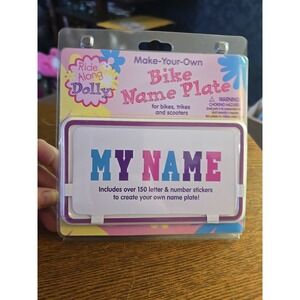 Ride
Along
Dolly
Make-Your-Own
Bike
Name Plate
for bikes, trikes
and scooters
WARNING
MY NAME
Includes over 150 letter & number stickers
to create your own name plate!